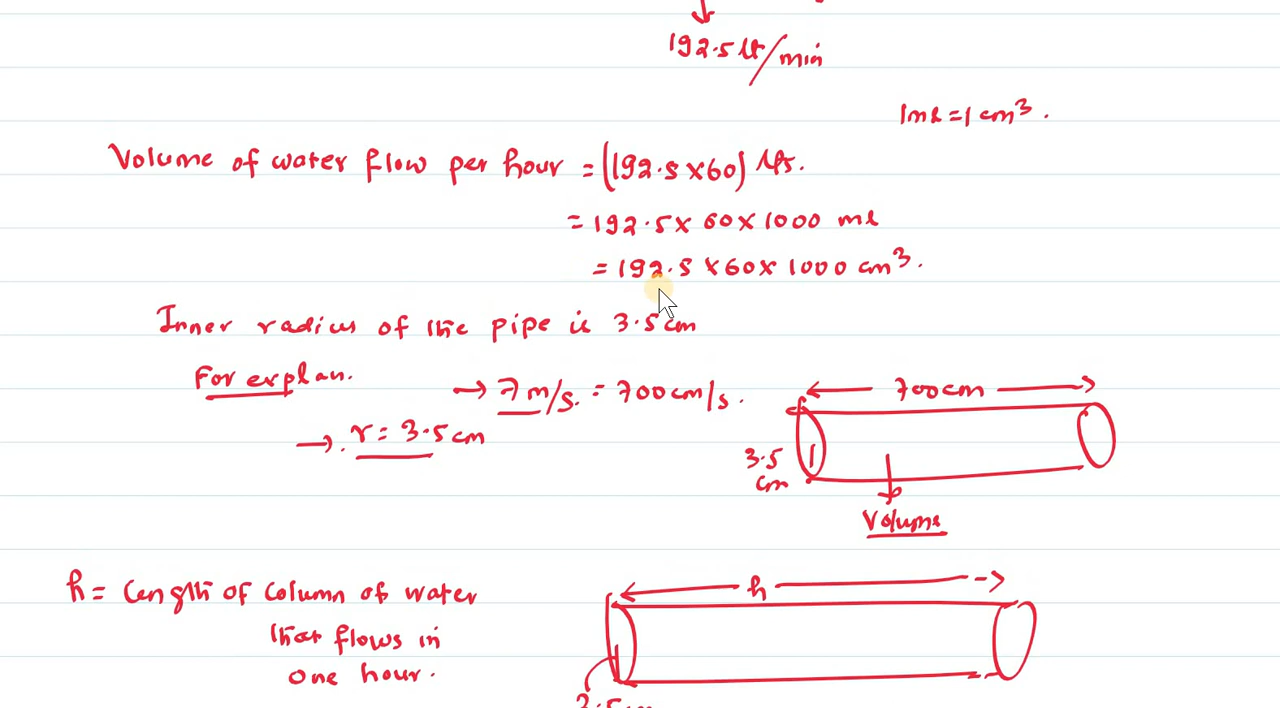 192.5 lt/min
1ml = 1 cm³.
Volume of water flow per hour = (192.5 x 60) lts.
= 192.5 x 60 x 1000 ml
= 192.5 x 60 x 1000 cm³.
Inner radius of the pipe is 3.5 cm
For explan.
→ 7 m/s. = 700 cm/s.
← 700 cm →
→. r = 3.5 cm
3.5
cm
Volume
h = Length of column of water
← h →
that flows in
one hour.
3.5cm